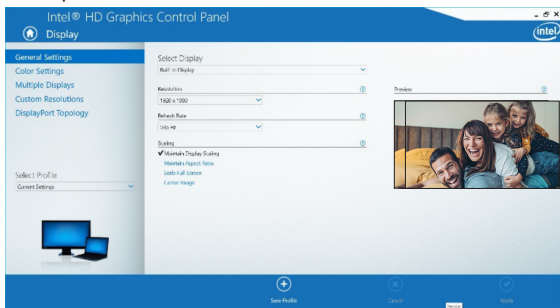 Intel® HD Graphics Control Panel
Display
intel
General Settings
Color Settings
Multiple Displays
Custom Resolutions
DisplayPort Topology
Select Profile
Current Settings
Select Display
Built-in Display
Resolution
Refresh Rate
Scaling
Maintain Display Scaling
Maintain Aspect Ratio
Scale Full Screen
Center Image
Preview
Save Profile
Cancel
Apply